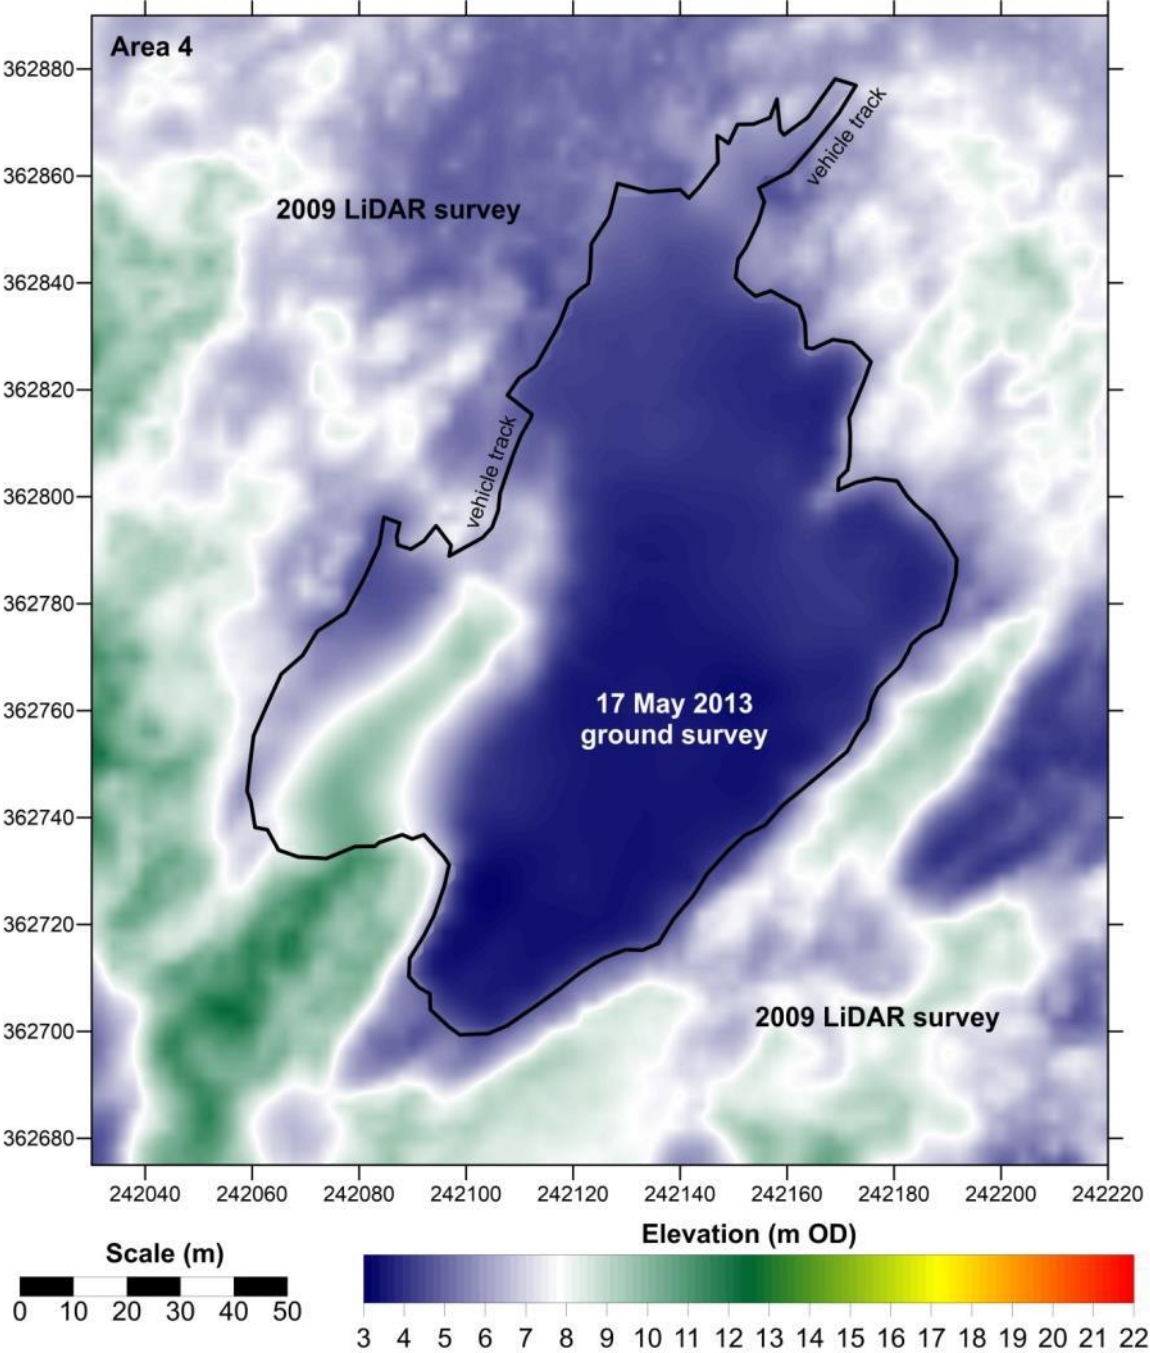 Area 4
362880
vehicle track
362860
2009 LiDAR survey
362840
362820
vehicle track
362800
362780
17 May 2013
ground survey
362760
362740
362720
2009 LiDAR survey
362700
362680
242040 242060 242080 242100 242120 242140 242160 242180 242200 242220
Elevation (m OD)
Scale (m)
0 10 20 30 40 50
3 4 5 6 7 8 9 10 11 12 13 14 15 16 17 18 19 20 21 22